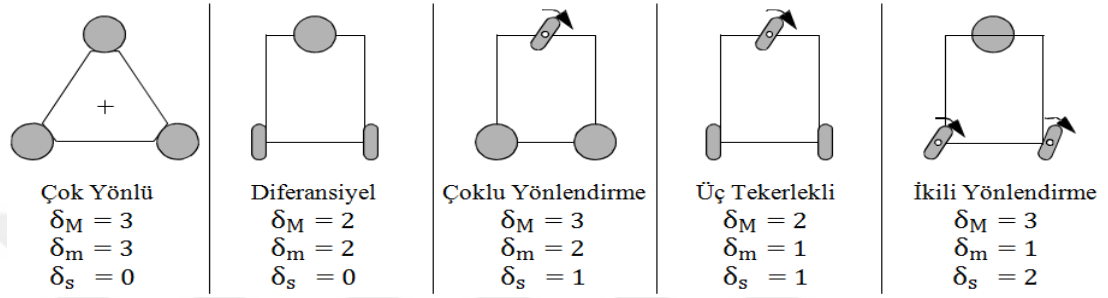 Çok Yönlü
δM = 3
δm = 3
δs = 0
Diferansiyel
δM = 2
δm = 2
δs = 0
Çoklu Yönlendirme
δM = 3
δm = 2
δs = 1
Üç Tekerlekli
δM = 2
δm = 1
δs = 1
İkili Yönlendirme
δM = 3
δm = 1
δs = 2